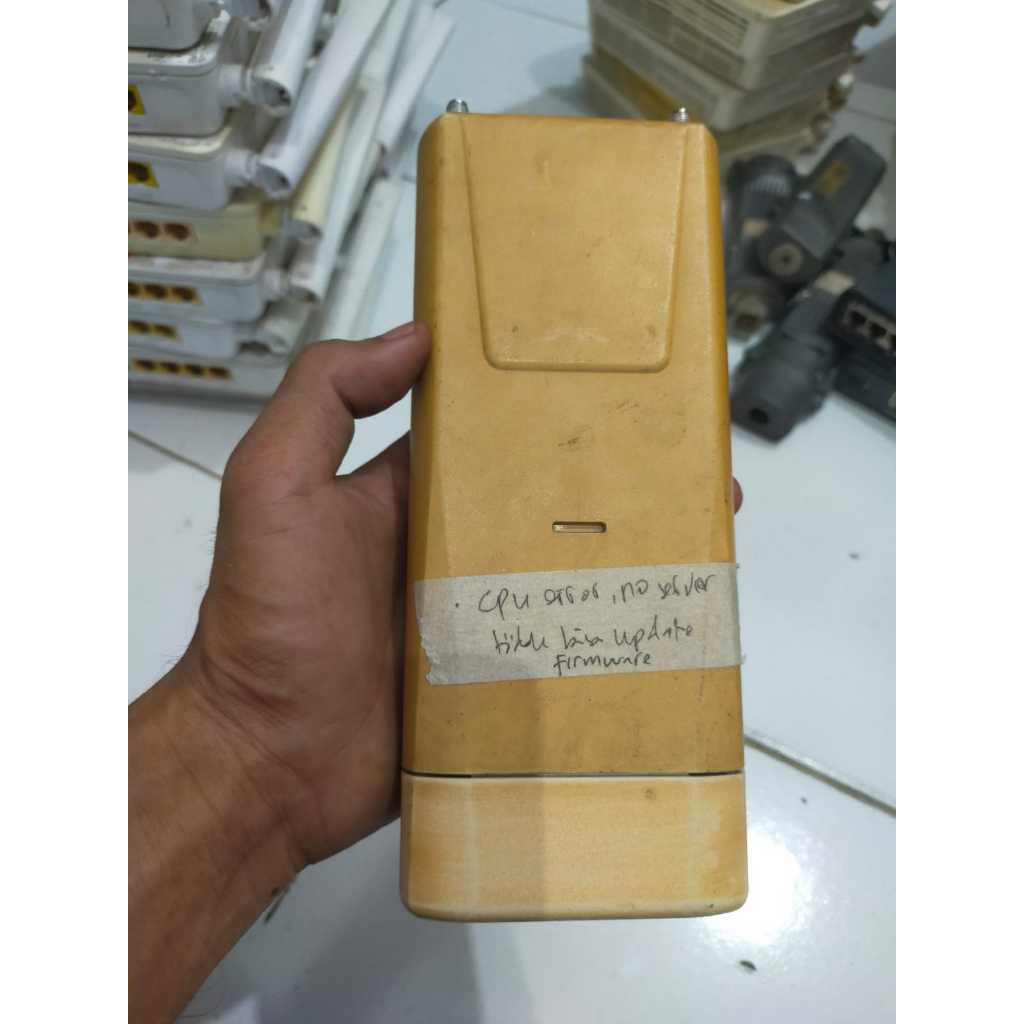 . CPU error, no server
tidak bisa update
firmware